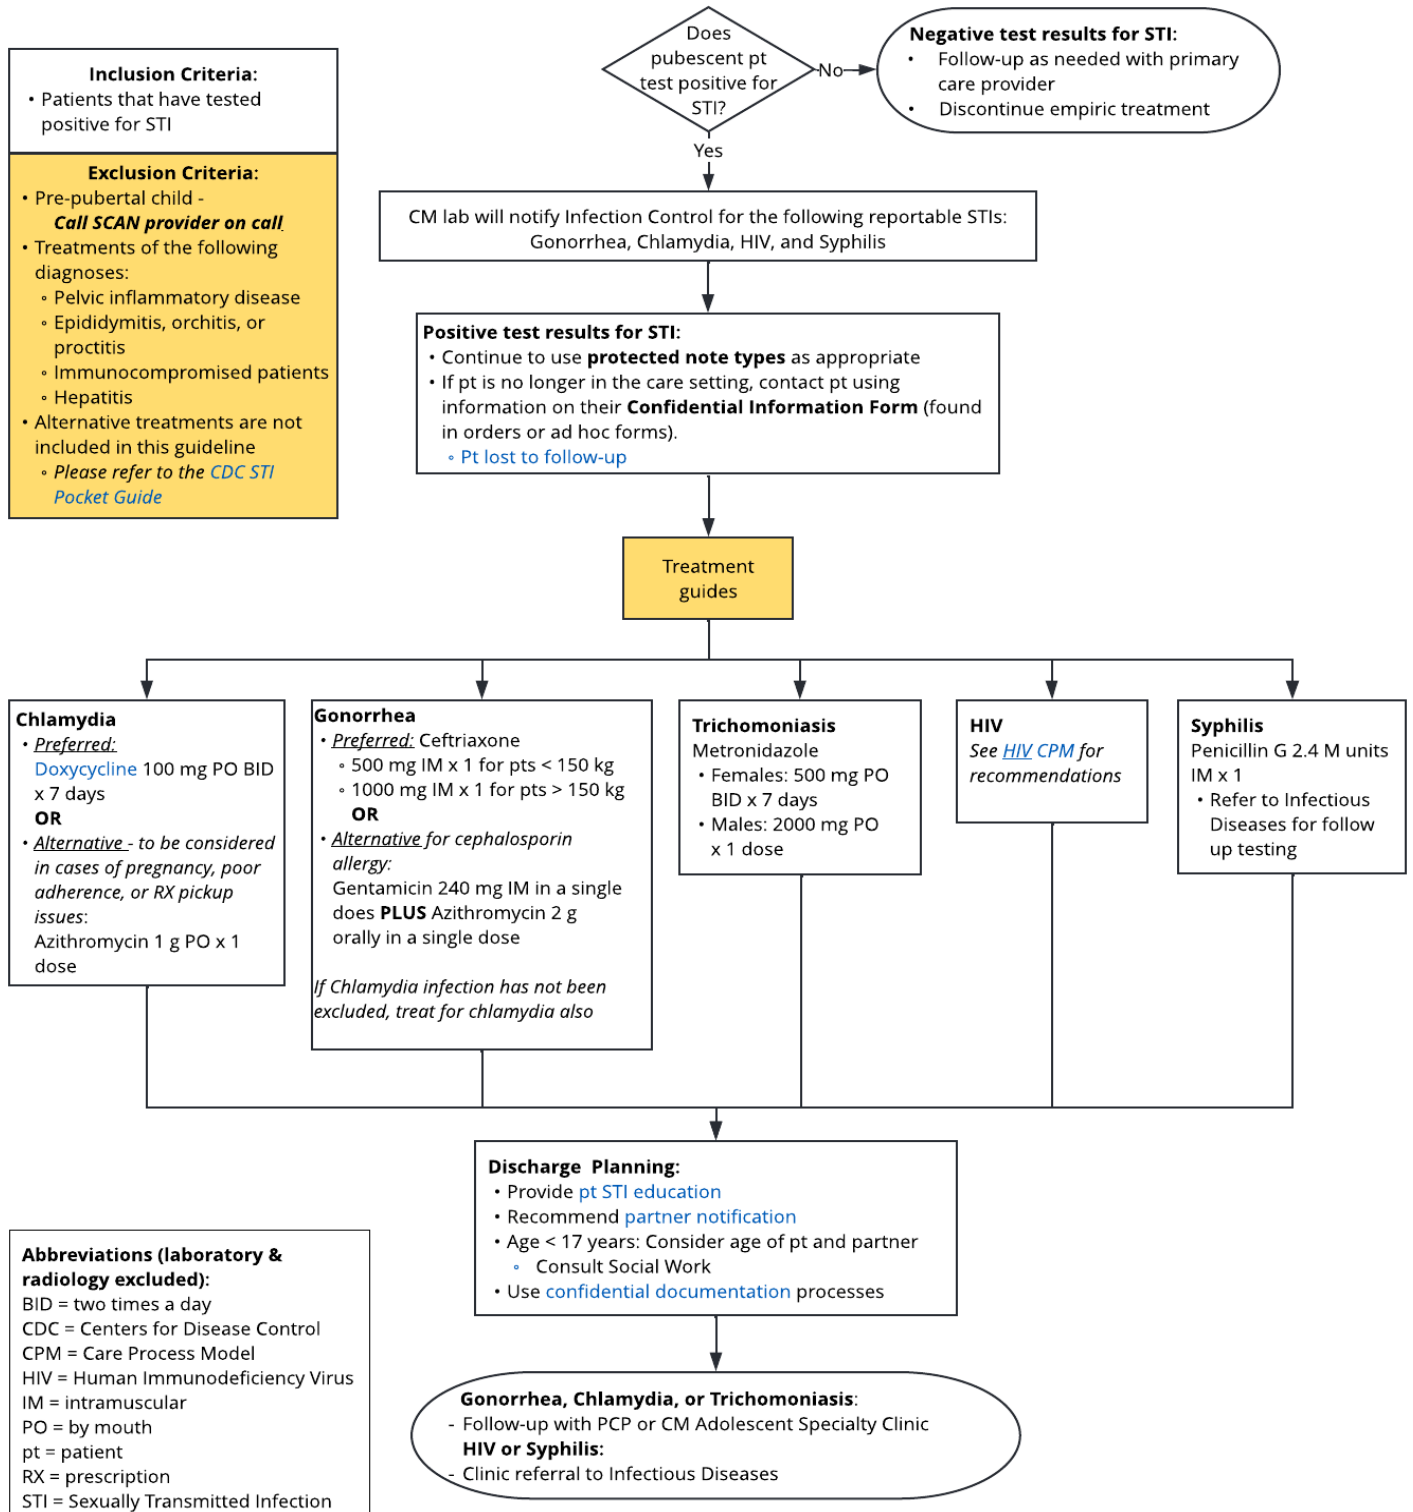 Does
pubescent pt
test positive for
STI?
No
Negative test results for STI:
• Follow-up as needed with primary
care provider
• Discontinue empiric treatment
Inclusion Criteria:
• Patients that have tested
positive for STI
Exclusion Criteria:
• Pre-pubertal child -
Call SCAN provider on call
• Treatments of the following
diagnoses:
◦ Pelvic inflammatory disease
◦ Epididymitis, orchitis, or
proctitis
◦ Immunocompromised patients
◦ Hepatitis
• Alternative treatments are not
included in this guideline
◦ Please refer to the CDC STI
Pocket Guide
Yes
CM lab will notify Infection Control for the following reportable STIs:
Gonorrhea, Chlamydia, HIV, and Syphilis
Positive test results for STI:
• Continue to use protected note types as appropriate
• If pt is no longer in the care setting, contact pt using
information on their Confidential Information Form (found
in orders or ad hoc forms).
◦ Pt lost to follow-up
Treatment
guides
Chlamydia
• Preferred:
Doxycycline 100 mg PO BID
x 7 days
OR
• Alternative - to be considered
in cases of pregnancy, poor
adherence, or RX pickup
issues:
Azithromycin 1 g PO x 1
dose
Gonorrhea
• Preferred: Ceftriaxone
◦ 500 mg IM x 1 for pts < 150 kg
◦ 1000 mg IM x 1 for pts > 150 kg
OR
• Alternative for cephalosporin
allergy:
Gentamicin 240 mg IM in a single
does PLUS Azithromycin 2 g
orally in a single dose
If Chlamydia infection has not been
excluded, treat for chlamydia also
Trichomoniasis
Metronidazole
• Females: 500 mg PO
BID x 7 days
• Males: 2000 mg PO
x 1 dose
HIV
See HIV CPM for
recommendations
Syphilis
Penicillin G 2.4 M units
IM x 1
• Refer to Infectious
Diseases for follow
up testing
Discharge Planning:
• Provide pt STI education
• Recommend partner notification
• Age < 17 years: Consider age of pt and partner
◦ Consult Social Work
• Use confidential documentation processes
Gonorrhea, Chlamydia, or Trichomoniasis:
- Follow-up with PCP or CM Adolescent Specialty Clinic
HIV or Syphilis:
- Clinic referral to Infectious Diseases
Abbreviations (laboratory &
radiology excluded):
BID = two times a day
CDC = Centers for Disease Control
CPM = Care Process Model
HIV = Human Immunodeficiency Virus
IM = intramuscular
PO = by mouth
pt = patient
RX = prescription
STI = Sexually Transmitted Infection